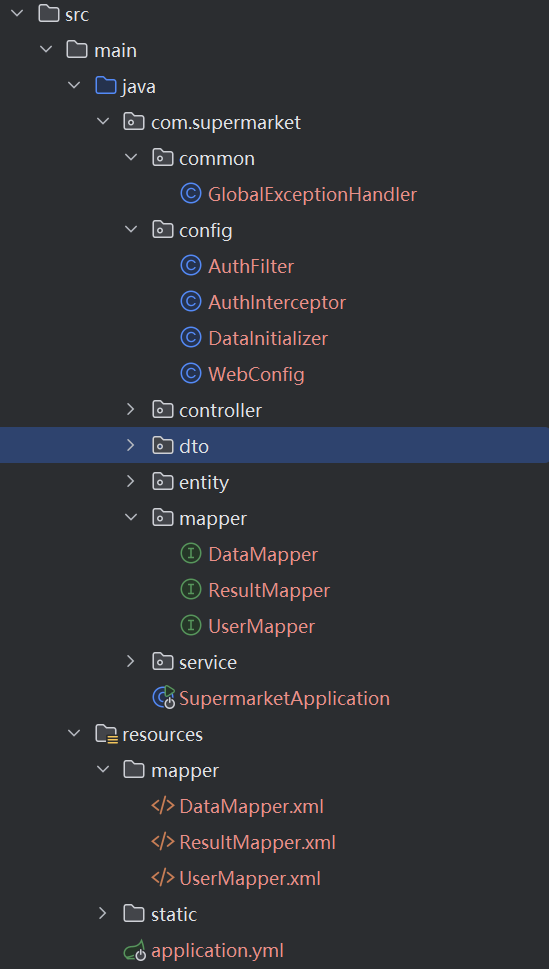 src
main
java
com.supermarket
common
GlobalExceptionHandler
config
AuthFilter
AuthInterceptor
DataInitializer
WebConfig
controller
dto
entity
mapper
DataMapper
ResultMapper
UserMapper
service
SupermarketApplication
resources
mapper
DataMapper.xml
ResultMapper.xml
UserMapper.xml
static
application.yml